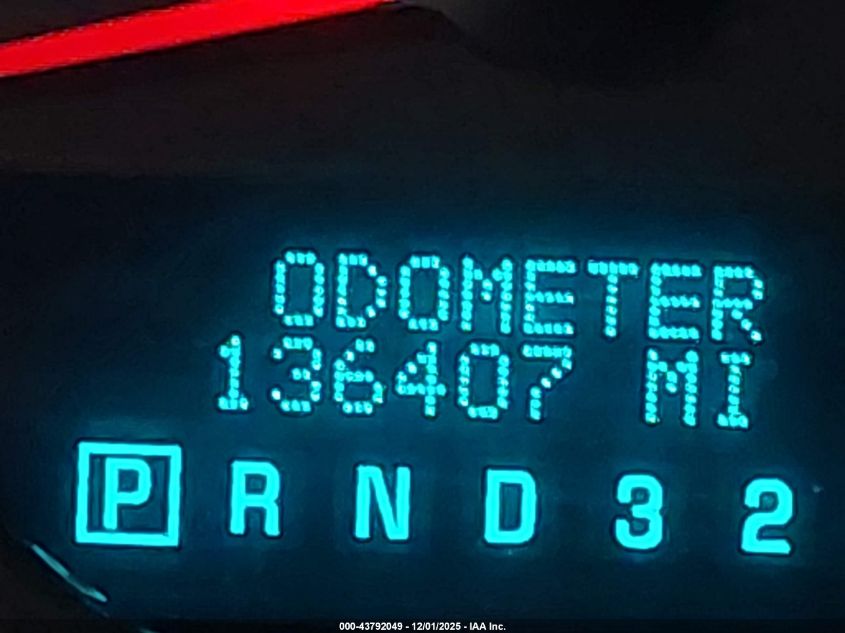 ODOMETER
136407 MI
P R N D 3 2
000-43792049 - 12/01/2025 - IAA Inc.